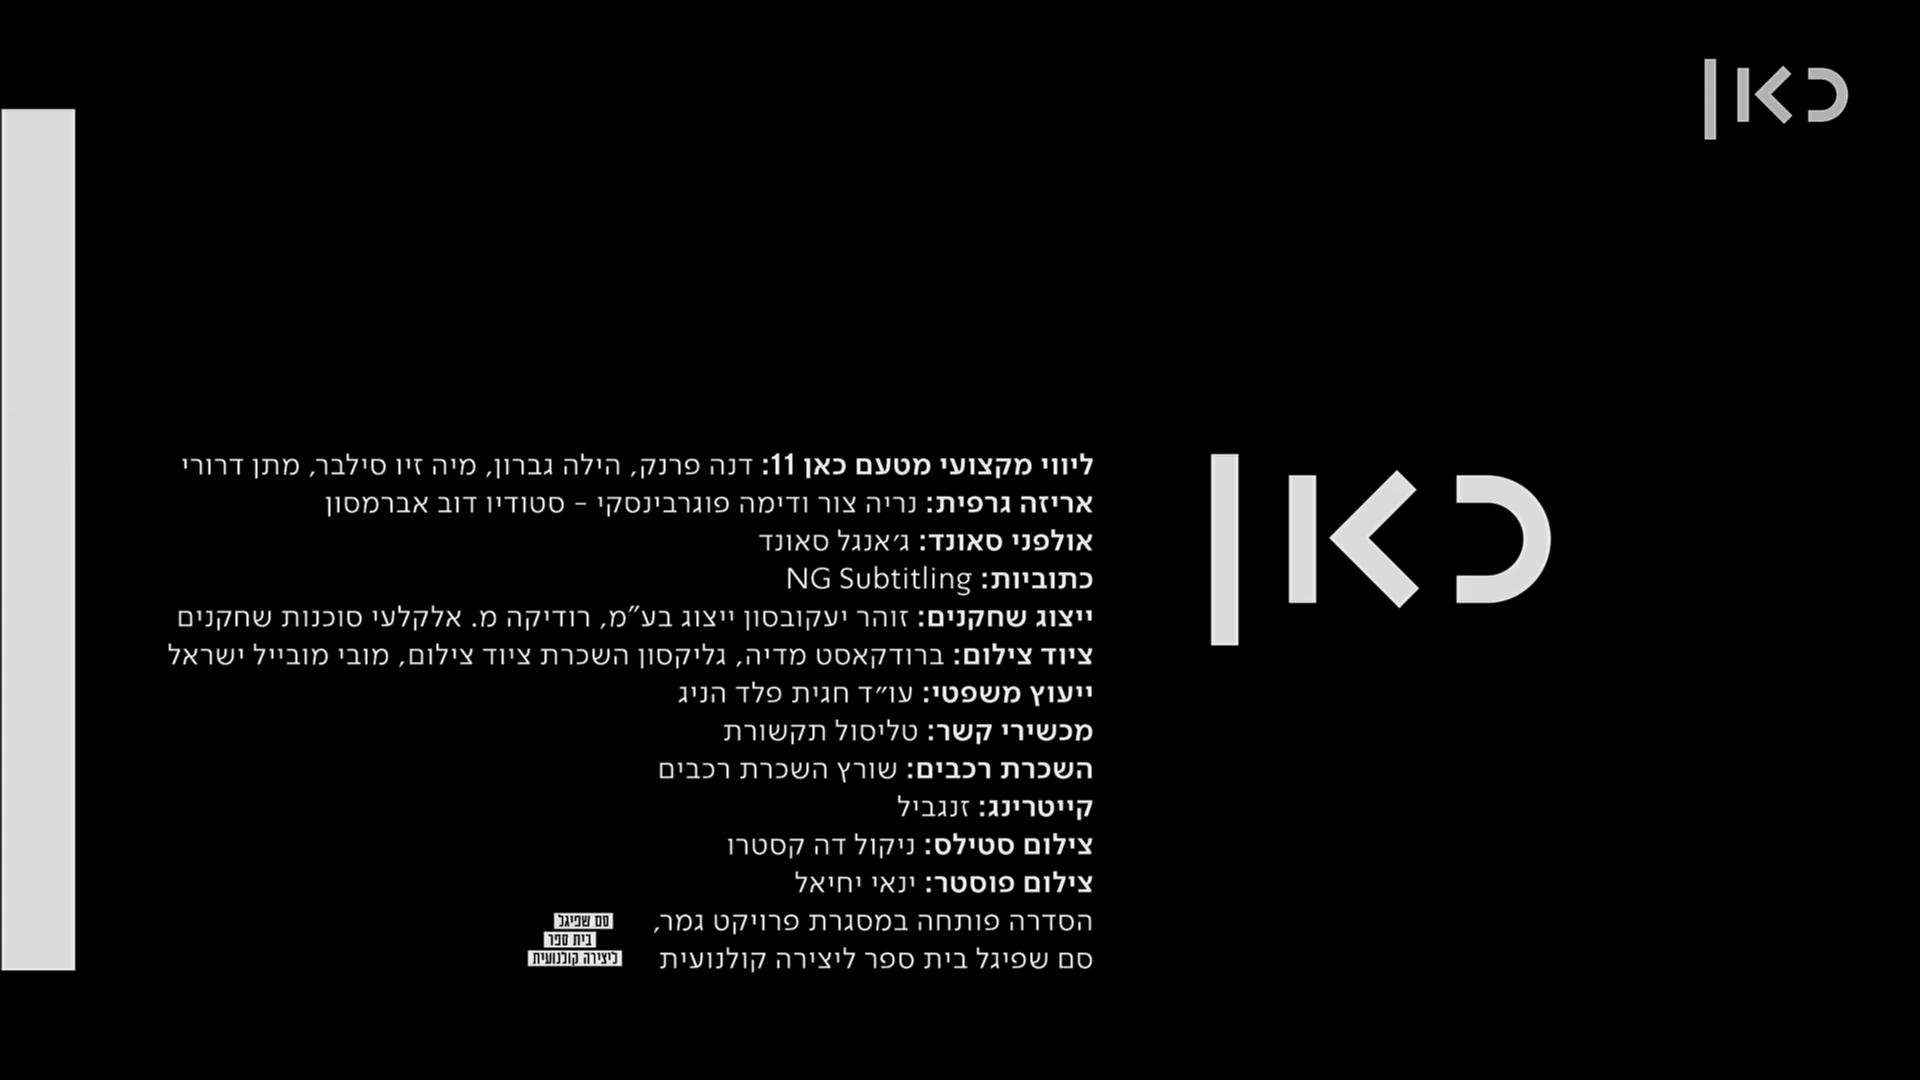 כאן
כאן
ליווי מקצועי מטעם כאן 11: דנה פרנק, הילה גברון, מיה זיו סילבר, מתן דרורי
אריזה גרפית: נריה צור ודימה פוגרבינסקי - סטודיו דוב אברמסון
אולפני סאונד: ג׳אנגל סאונד
כתוביות: NG Subtitling
ייצוג שחקנים: זוהר יעקובסון ייצוג בע״מ, רודיקה מ. אלקלעי סוכנות שחקנים
ציוד צילום: ברודקאסט מדיה, גליקסון השכרת ציוד צילום, מובי מובייל ישראל
ייעוץ משפטי: עו״ד חגית פלד הניג
מכשירי קשר: טליסול תקשורת
השכרת רכבים: שורץ השכרת רכבים
קייטרינג: זנגביל
צילום סטילס: ניקול דה קסטרו
צילום פוסטר: ינאי יחיאל
הסדרה פותחה במסגרת פרויקט גמר,
סם שפיגל בית ספר ליצירה קולנועית
סם שפיגל
בית ספר
ליצירה קולנועית